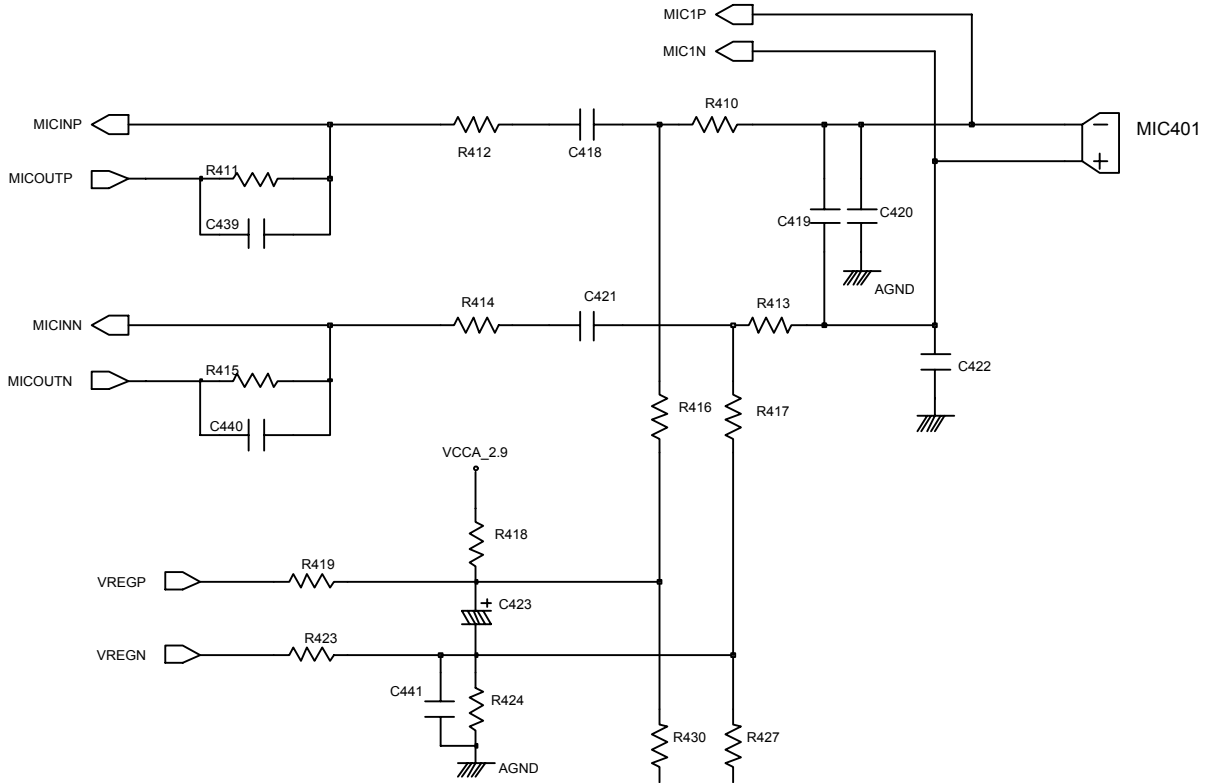 MIC1P
MIC1N
R410
MICINP
MIC401
R412
C418
R411
MICOUTP
C439
C419
C420
AGND
C421
R414
R413
MICINN
C422
R415
MICOUTN
R416
R417
C440
VCCA_2.9
R418
R419
VREGP
+
C423
R423
VREGN
C441
R424
R430
R427
AGND